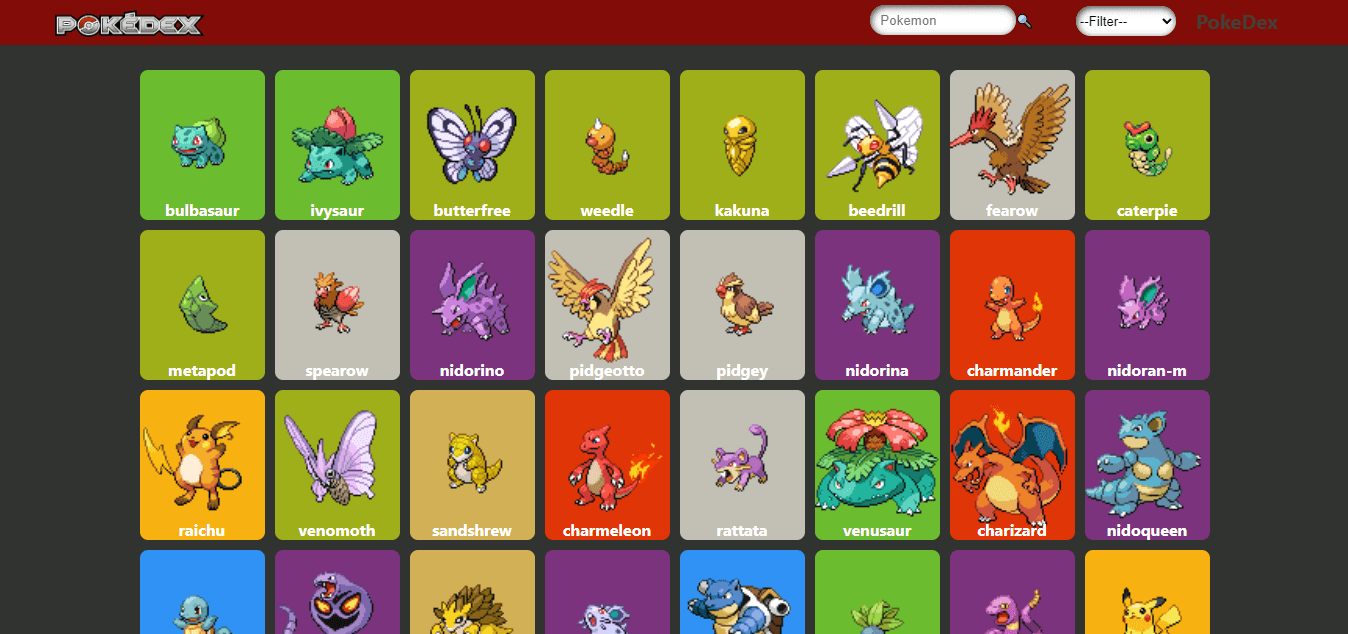 POKÉDEX
Pokemon
--Filter--
PokeDex
bulbasaur
ivysaur
butterfree
weedle
kakuna
beedrill
fearow
caterpie
metapod
spearow
nidorino
pidgeotto
pidgey
nidorina
charmander
nidoran-m
raichu
venomoth
sandshrew
charmeleon
rattata
venusaur
charizard
nidoqueen